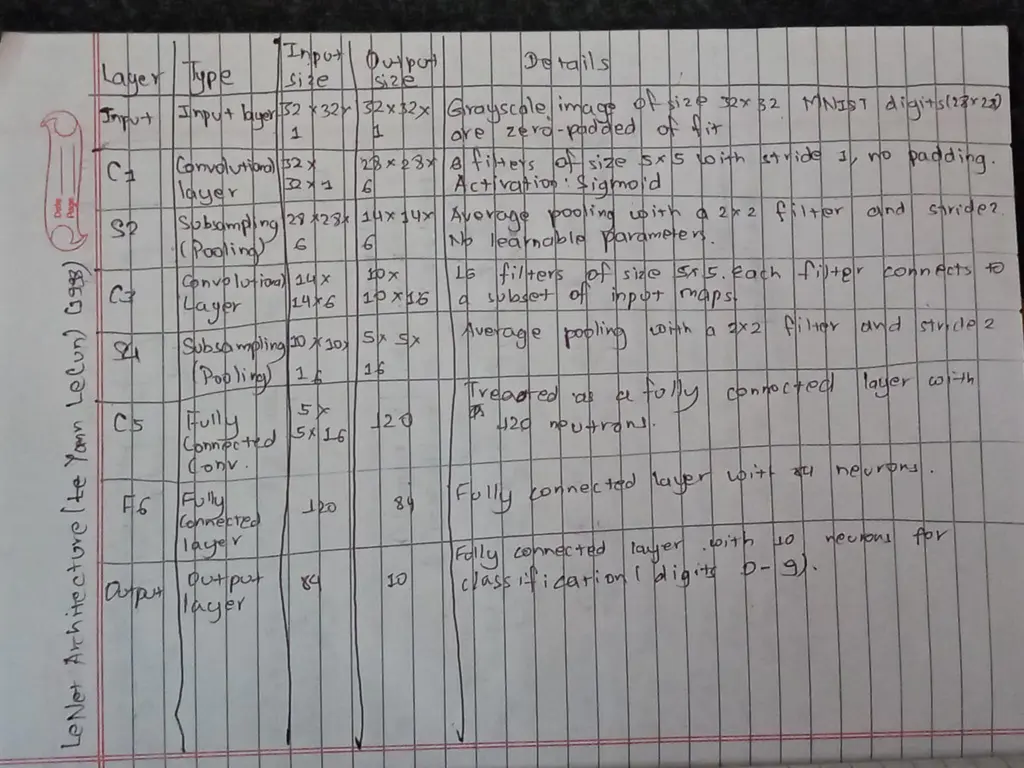 Layer Type Input size Output size Details
Input Input layer 32 × 32 × 1 32 × 32 × 1 Grayscale image of size 32 × 32 MNIST digits (28 × 28)
are zero-padded of fit
C1 Convolutional layer 32 × 32 × 1 28 × 28 × 6 filters of size 5 × 5 with stride 1, no padding.
Activation: Sigmoid
S2 Subsampling (Pooling) 28 × 28 × 6 14 × 14 × 6 Average pooling with a 2 × 2 filter and stride 2.
No learnable parameters.
C3 Convolutional Layer 14 × 14 × 6 10 × 10 × 16 16 filters of size 5 × 5. each filter connects to
a subset of input maps.
S4 Subsampling (Pooling) 10 × 10 × 16 5 × 5 × 16 Average pooling with a 2 × 2 filter and stride 2
C5 Fully Connected Conv. 5 × 5 × 16 120 Treated as a fully connected layer with
120 neutrons.
F6 Fully connected layer 120 84 Fully connected layer with 84 neurons.
Output Output layer 84 10 Fully connected layer with 10 neurons for
classification ( digits 0-9).
LeNet Architecture (te Yann LeCun) (1998)
Date
Page